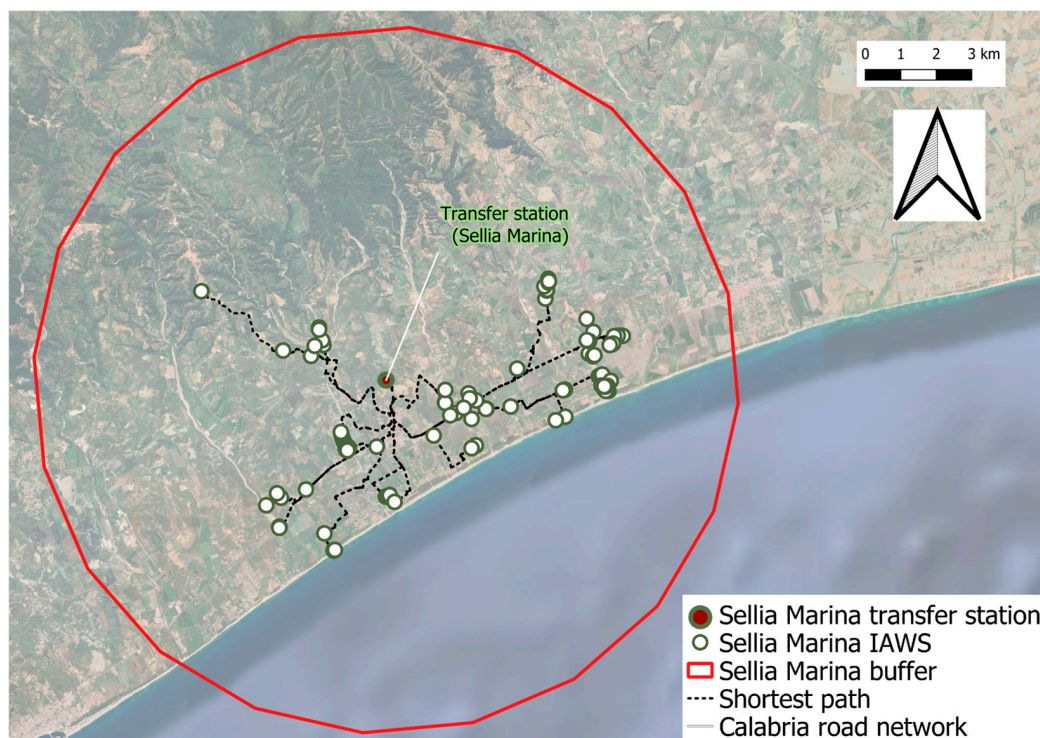 0 1 2 3 km
Transfer station
(Sellia Marina)
Sellia Marina transfer station
Sellia Marina IAWS
Sellia Marina buffer
Shortest path
Calabria road network